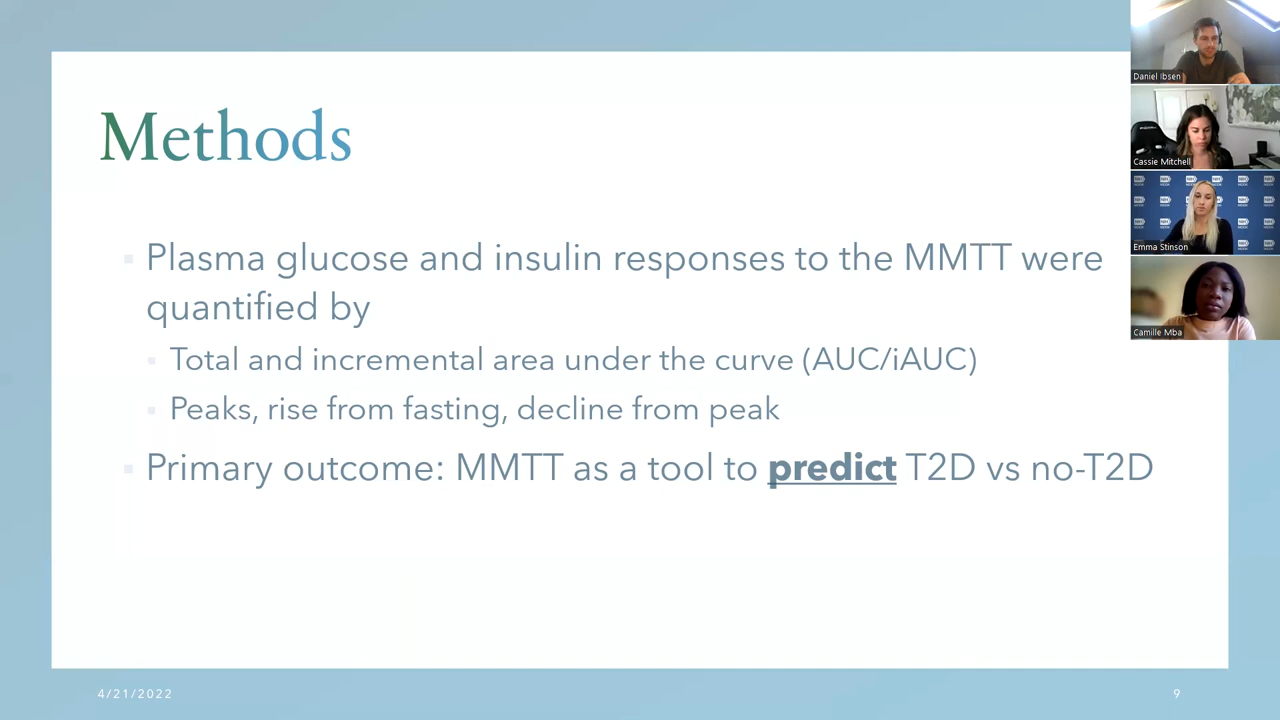 Methods
Plasma glucose and insulin responses to the MMTT were
quantified by
Total and incremental area under the curve (AUC/iAUC)
Peaks, rise from fasting, decline from peak
Primary outcome: MMTT as a tool to predict T2D vs no-T2D
4/21/2022
9
Daniel Ibsen
Cassie Mitchell
Emma Stinson
Camille Mba